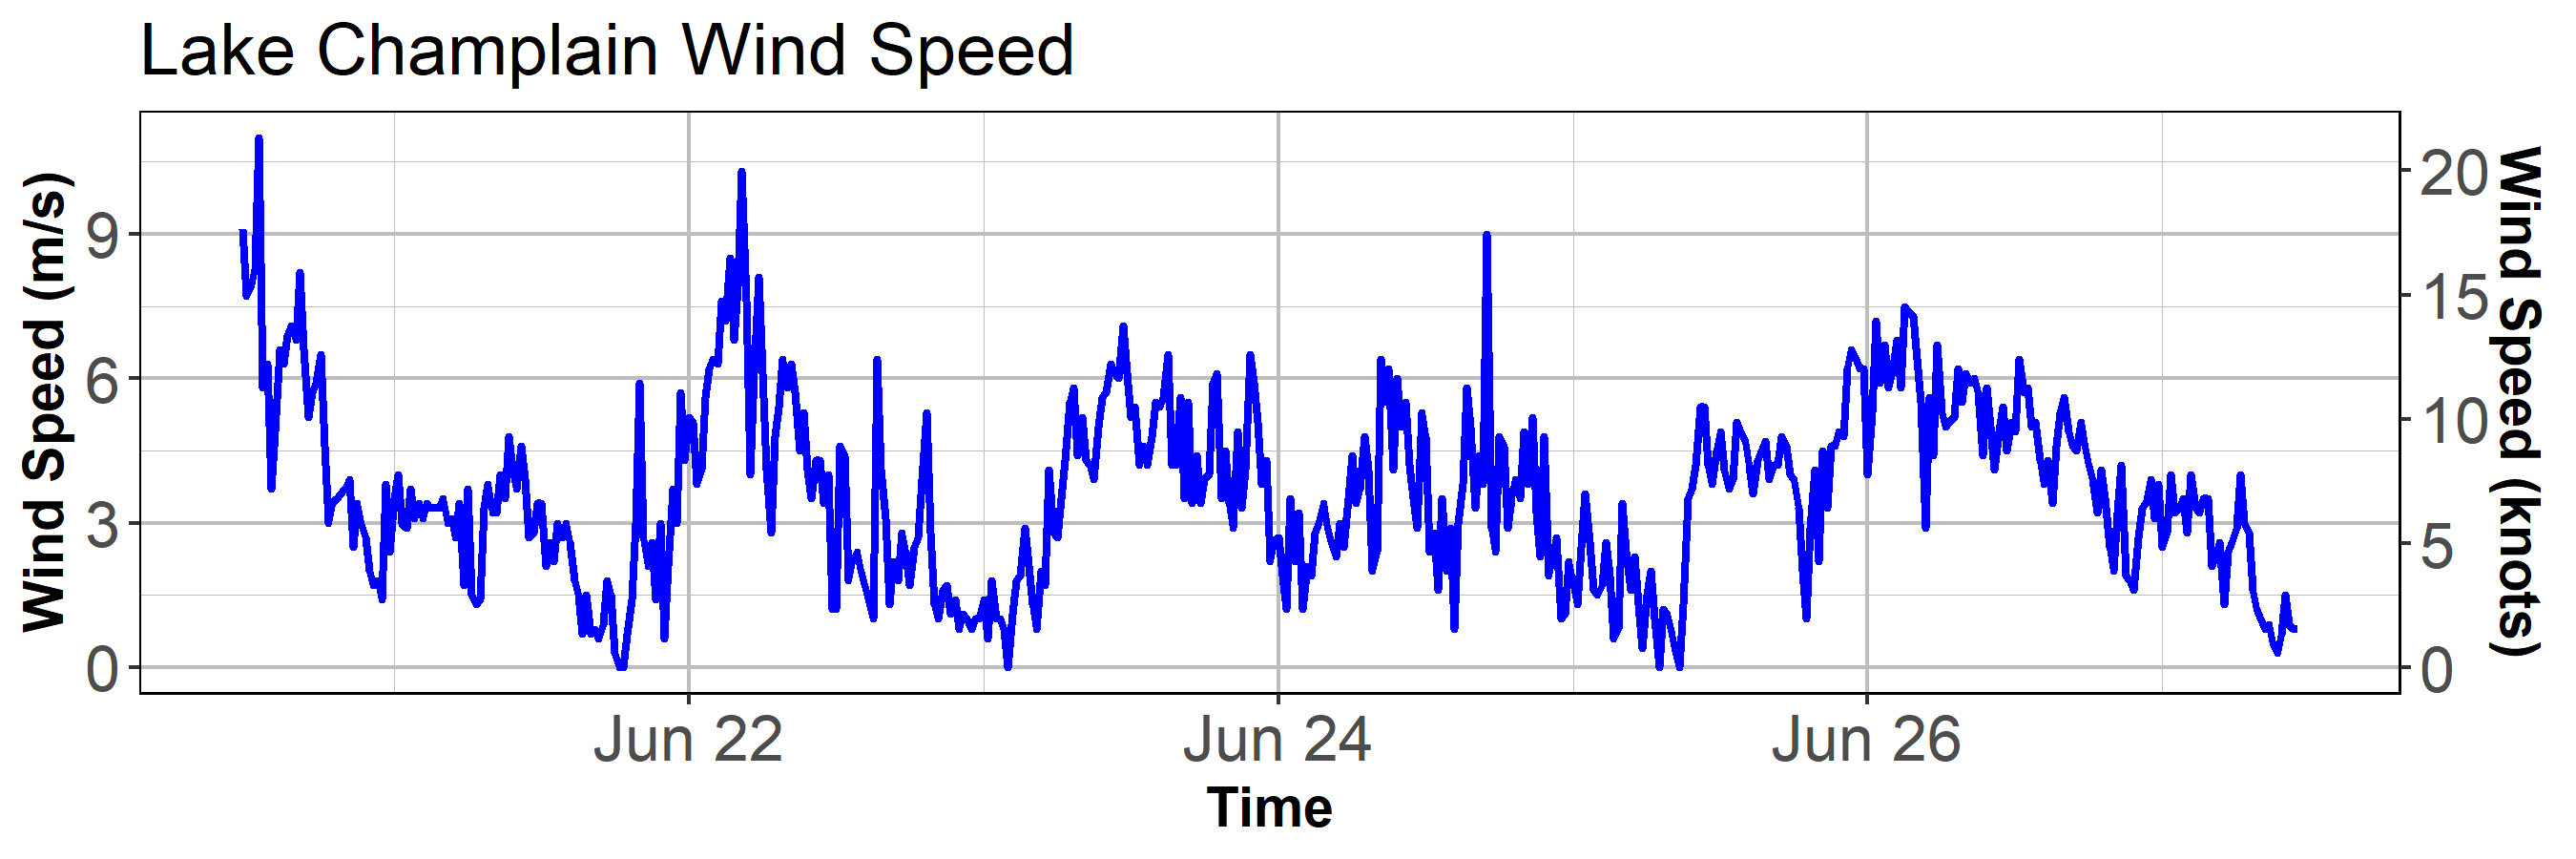 Lake Champlain Wind Speed
Wind Speed (m/s)
9
6
3
0
20
15
10
5
0
Wind Speed (knots)
Jun 22
Jun 24
Jun 26
Time